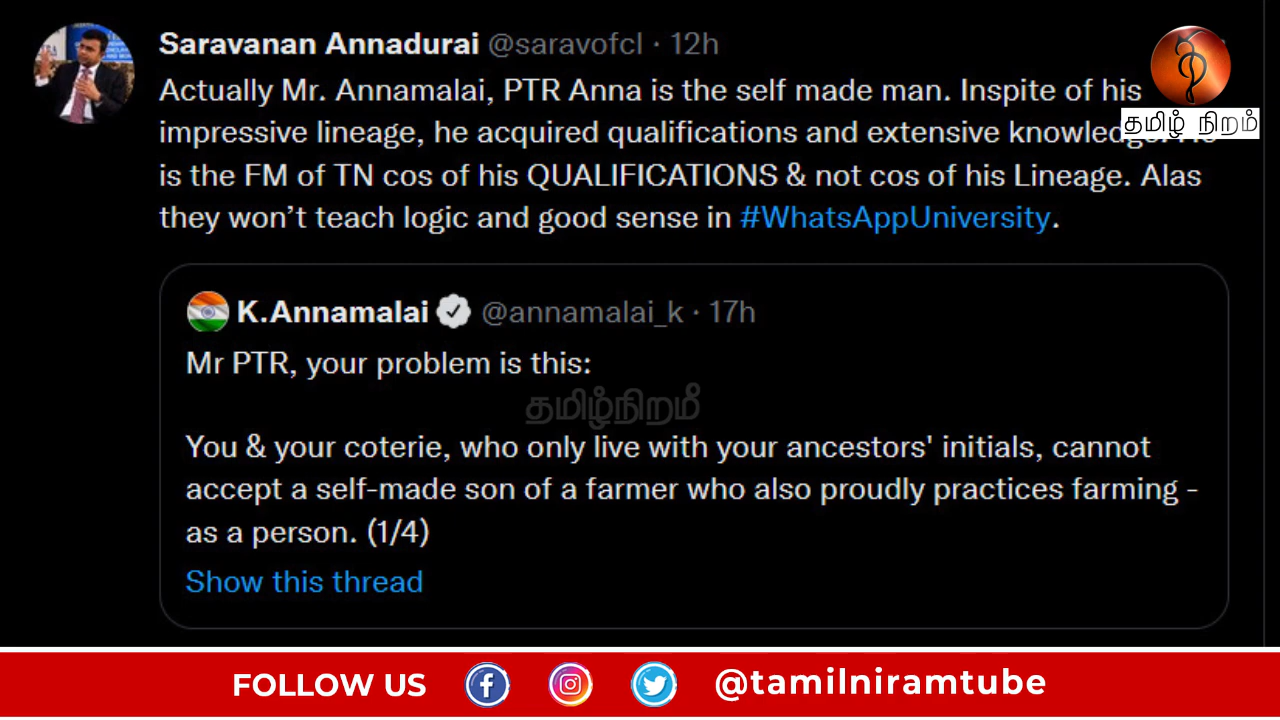 Saravanan Annadurai @saravofcl · 12h
Actually Mr. Annamalai, PTR Anna is the self made man. Inspite of his
தமிழ் நிறம்
impressive lineage, he acquired qualifications and extensive
is the FM of TN cos of his QUALIFICATIONS & not cos of his Lineage. Alas
they won't teach logic and good sense in #WhatsAppUniversity.
K.Annamalai @annamalai_k · 17h
Mr PTR, your problem is this:
தமிழ்நிறமீ
You & your coterie, who only live with your ancestors' initials, cannot
accept a self-made son of a farmer who also proudly practices farming -
as a person. (1/4)
Show this thread
FOLLOW US @tamilniramtube